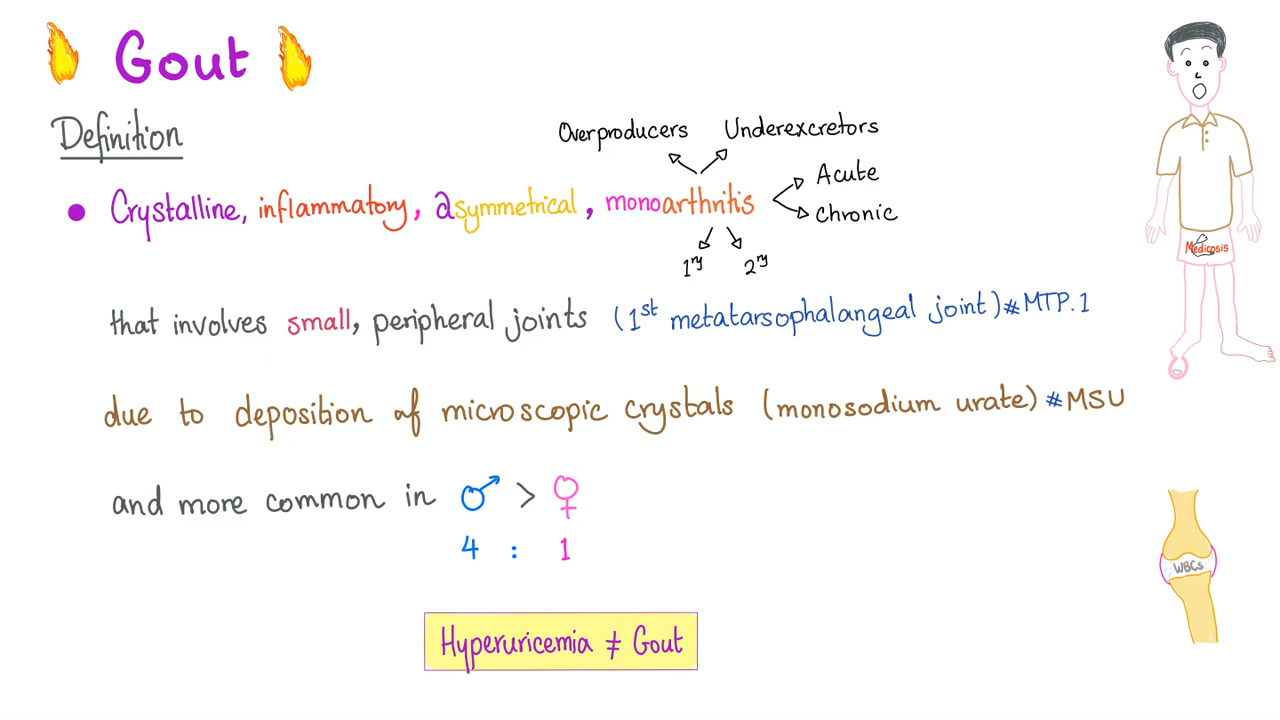 Gout
Definition
Overproducers Underexcretors
Acute
Crystalline, inflammatory, asymmetrical, monoarthritis
chronic
1ry 2ry
that involves small, peripheral joints (1st metatarsophalangeal joint) #MTP.1
due to deposition of microscopic crystals (monosodium urate) #MSU
and more common in ♂ > ♀
4 : 1
Hyperuricemia ≠ Gout
Medicosis
WBCs